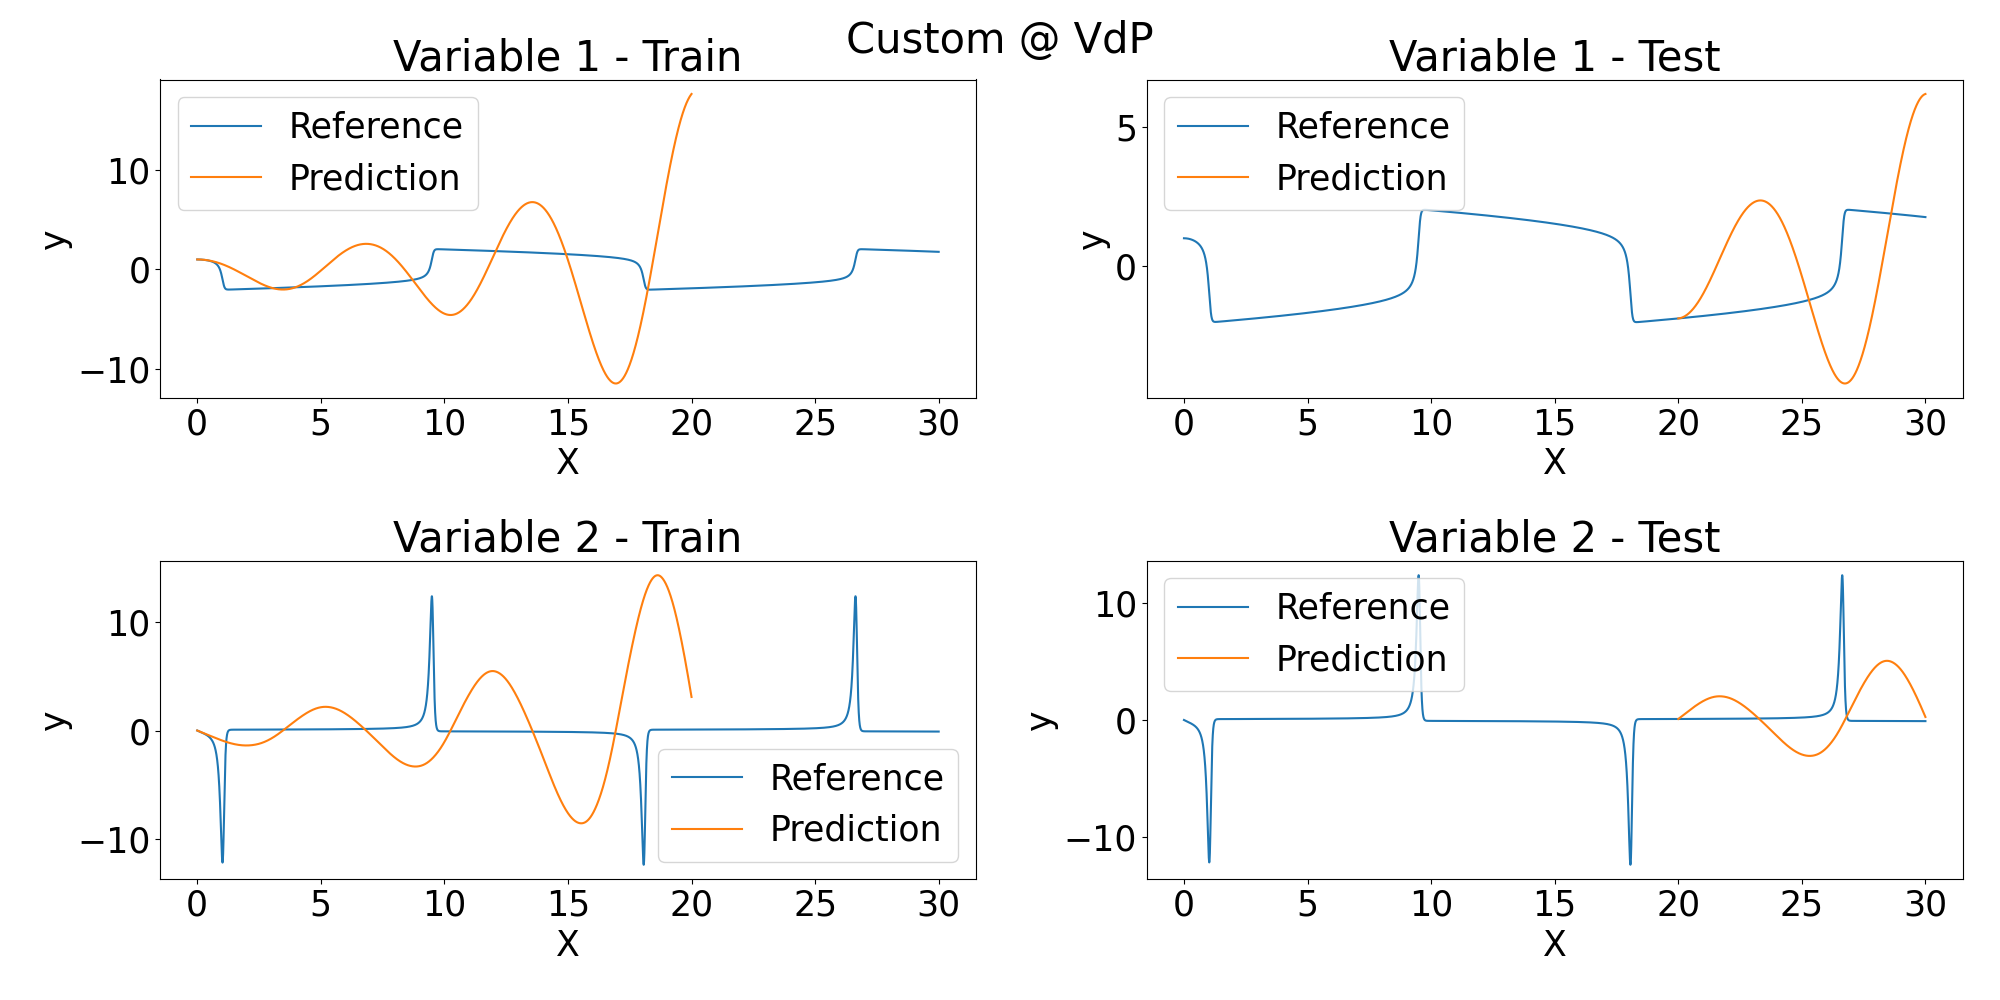 Custom @ VdP
Variable 1 - Train
Reference
Prediction
y
10
0
−10
0 5 10 15 20 25 30
X
Variable 1 - Test
Reference
Prediction
y
5
0
0 5 10 15 20 25 30
X
Variable 2 - Train
Reference
Prediction
y
10
0
−10
0 5 10 15 20 25 30
X
Variable 2 - Test
Reference
Prediction
y
10
0
−10
0 5 10 15 20 25 30
X